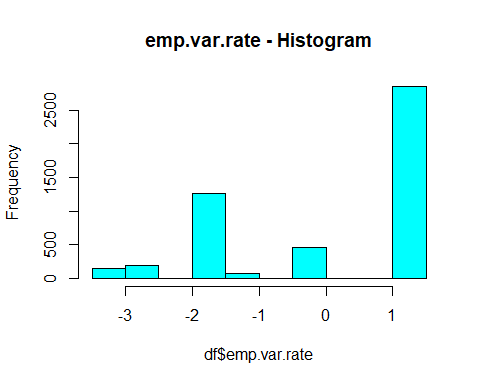 emp.var.rate - Histogram
Frequency
2500
1500
500
0
-3 -2 -1 0 1
df$emp.var.rate